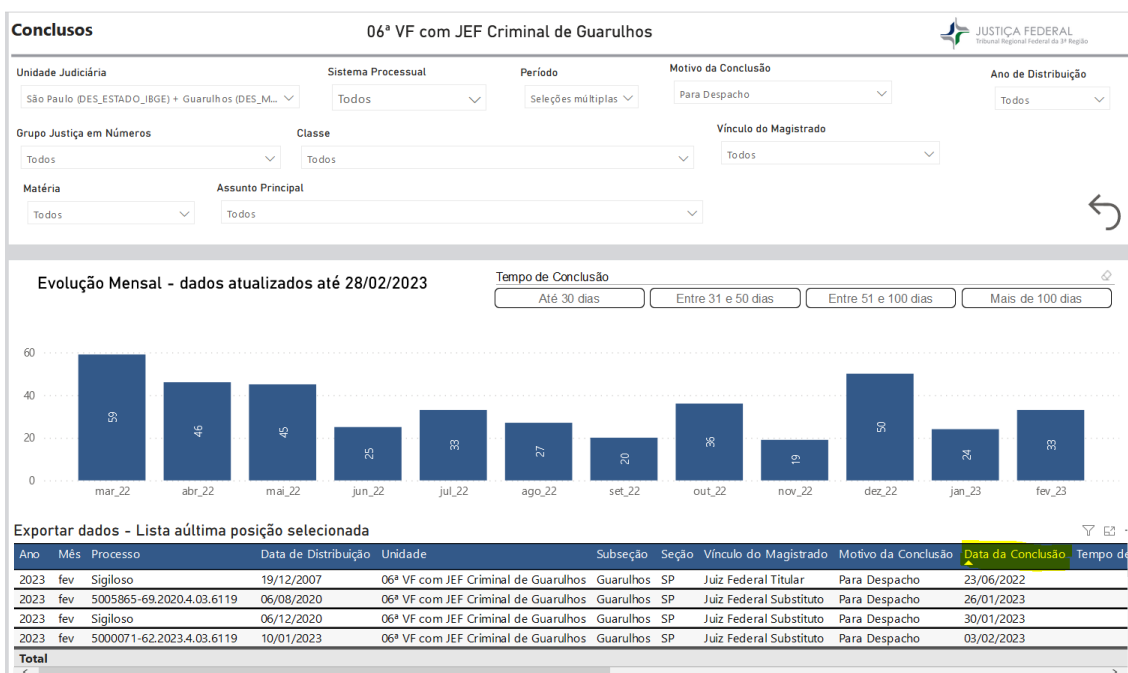 Conclusos
06ª VF com JEF Criminal de Guarulhos
JUSTIÇA FEDERAL
Tribunal Regional Federal da 3ª Região
Unidade Judiciária
São Paulo (DES_ESTADO_IBGE) + Guarulhos (DES_M...
Sistema Processual
Todos
Período
Seleções múltiplas
Motivo da Conclusão
Para Despacho
Ano de Distribuição
Todos
Grupo Justiça em Números
Todos
Classe
Todos
Vínculo do Magistrado
Todos
Matéria
Todos
Assunto Principal
Todos
Evolução Mensal - dados atualizados até 28/02/2023
Tempo de Conclusão
Até 30 dias Entre 31 e 50 dias Entre 51 e 100 dias Mais de 100 dias
60
40
20
0
59 46 45 25 33 27 20 36 19 50 24 33
mar_22 abr_22 mai_22 jun_22 jul_22 ago_22 set_22 out_22 nov_22 dez_22 jan_23 fev_23
Exportar dados - Lista aúltima posição selecionada
Ano Mês Processo Data de Distribuição Unidade Subseção Seção Vínculo do Magistrado Motivo da Conclusão Data da Conclusão Tempo de
2023 fev Sigiloso 19/12/2007 06ª VF com JEF Criminal de Guarulhos Guarulhos SP Juiz Federal Titular Para Despacho 23/06/2022
2023 fev 5005865-69.2020.4.03.6119 06/08/2020 06ª VF com JEF Criminal de Guarulhos Guarulhos SP Juiz Federal Substituto Para Despacho 26/01/2023
2023 fev Sigiloso 06/12/2020 06ª VF com JEF Criminal de Guarulhos Guarulhos SP Juiz Federal Substituto Para Despacho 30/01/2023
2023 fev 5000071-62.2023.4.03.6119 10/01/2023 06ª VF com JEF Criminal de Guarulhos Guarulhos SP Juiz Federal Substituto Para Despacho 03/02/2023
Total